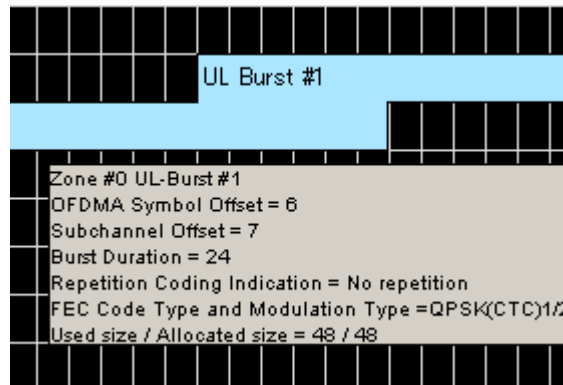 UL Burst #1
Zone #0 UL-Burst #1
OFDMA Symbol Offset = 6
Subchannel Offset = 7
Burst Duration = 24
Repetition Coding Indication = No repetition
FEC Code Type and Modulation Type =QPSK(CTC)1/2
Used size / Allocated size = 48 / 48